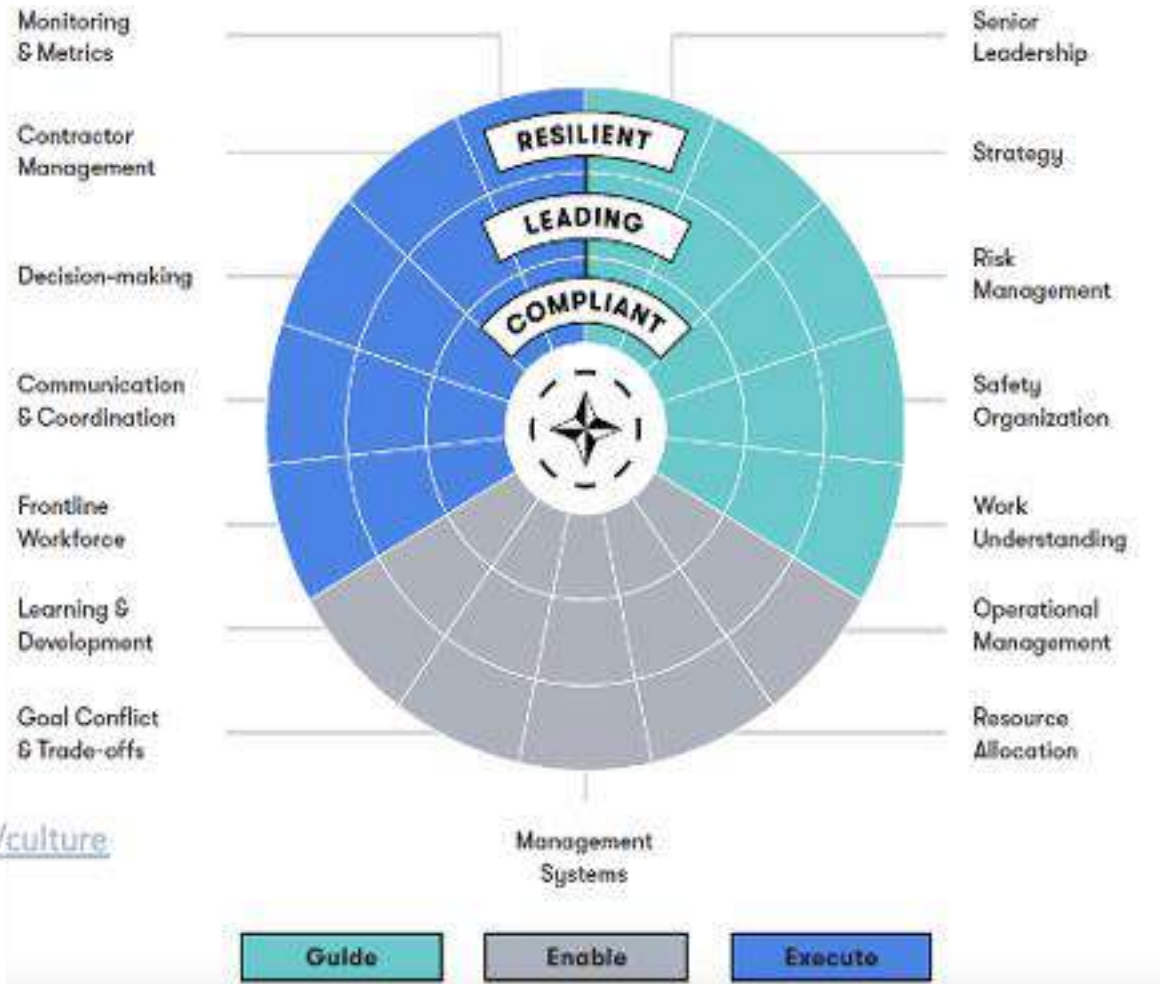 Monitoring
& Metrics
Contractor
Management
Decision-making
Communication
& Coordination
Frontline
Workforce
Learning &
Development
Goal Conflict
& Trade-offs
RESILIENT
LEADING
COMPLIANT
Senior
Leadership
Strategy
Risk
Management
Safety
Organization
Work
Understanding
Operational
Management
Resource
Allocation
/culture
Management
Systems
Guide
Enable
Execute